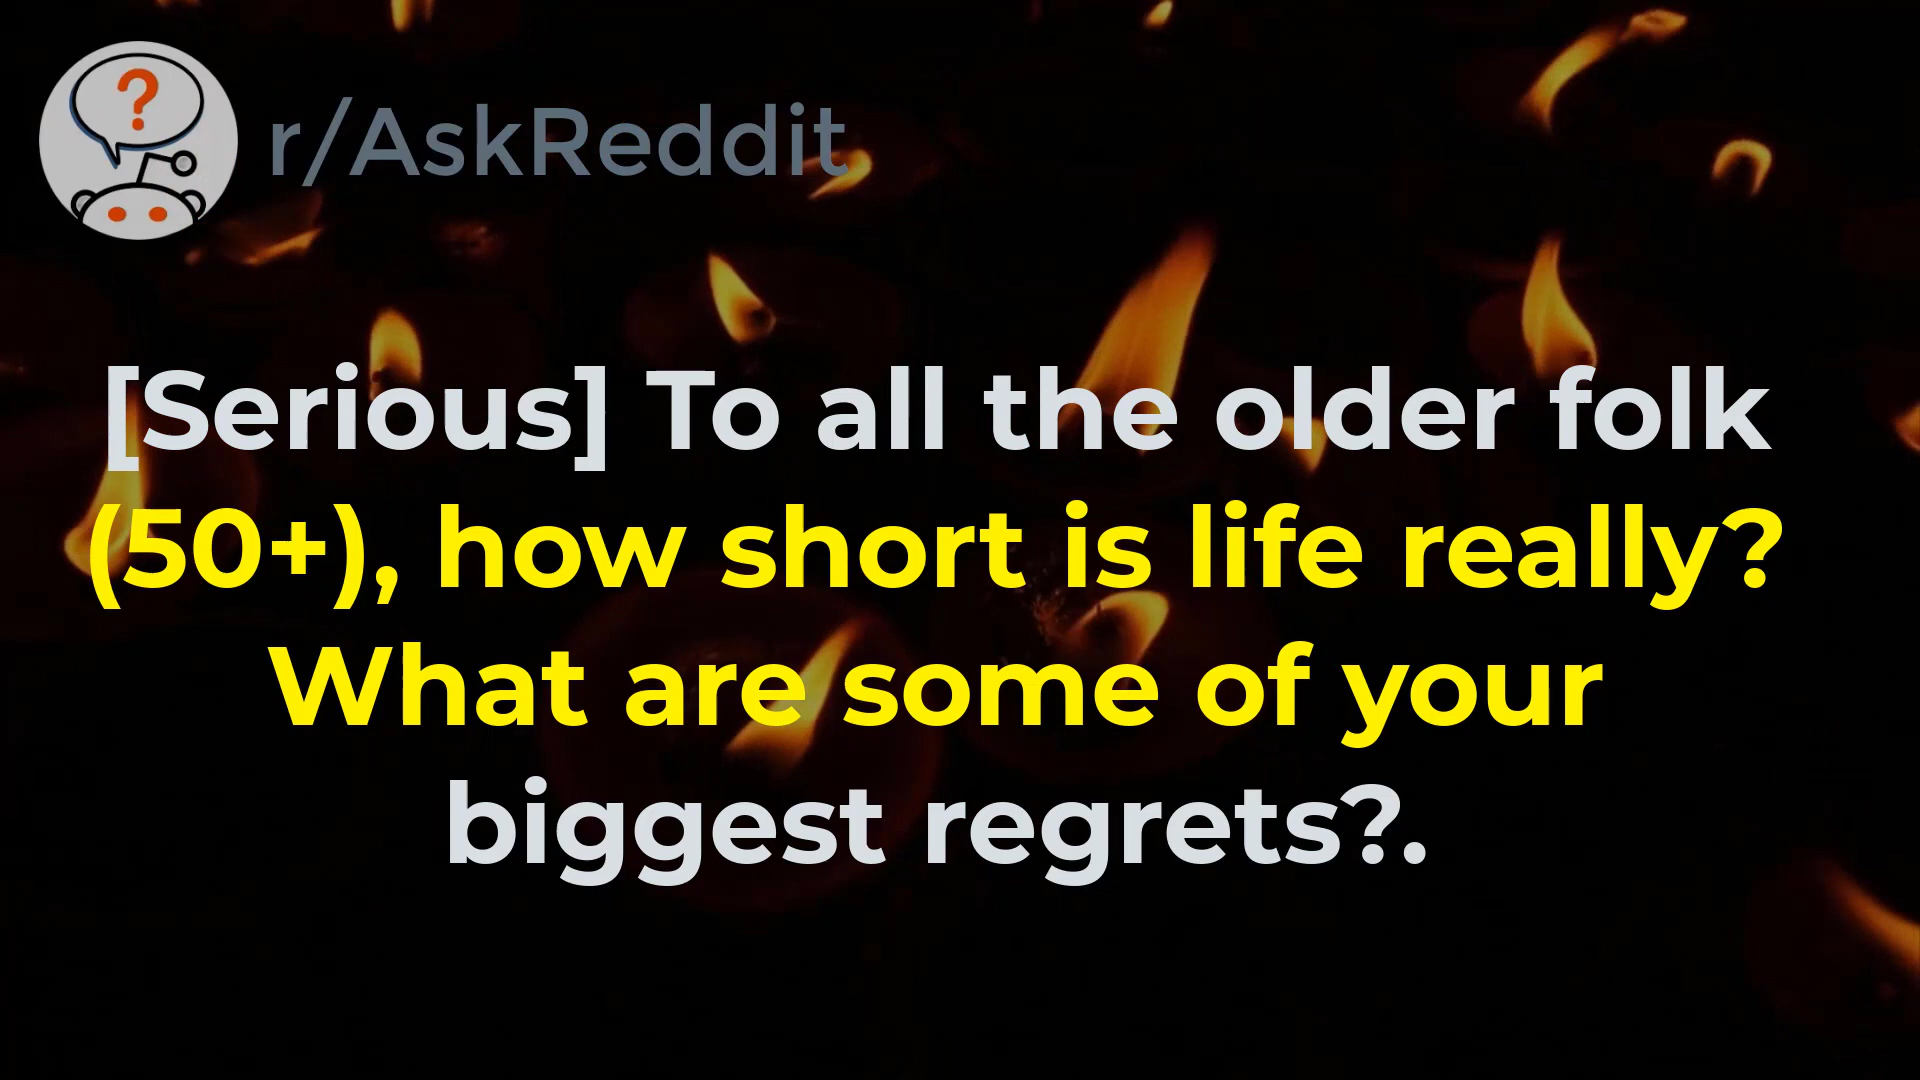 r/AskReddit
[Serious] To all the older folk
(50+), how short is life really?
What are some of your
biggest regrets?.